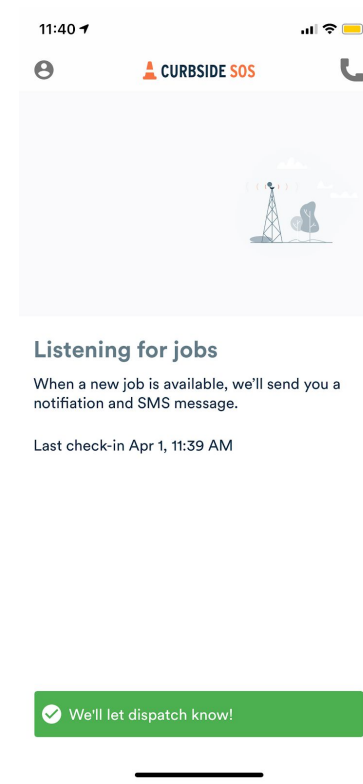 11:40
CURBSIDE SOS
Listening for jobs
When a new job is available, we'll send you a
notifiation and SMS message.
Last check-in Apr 1, 11:39 AM
We'll let dispatch know!